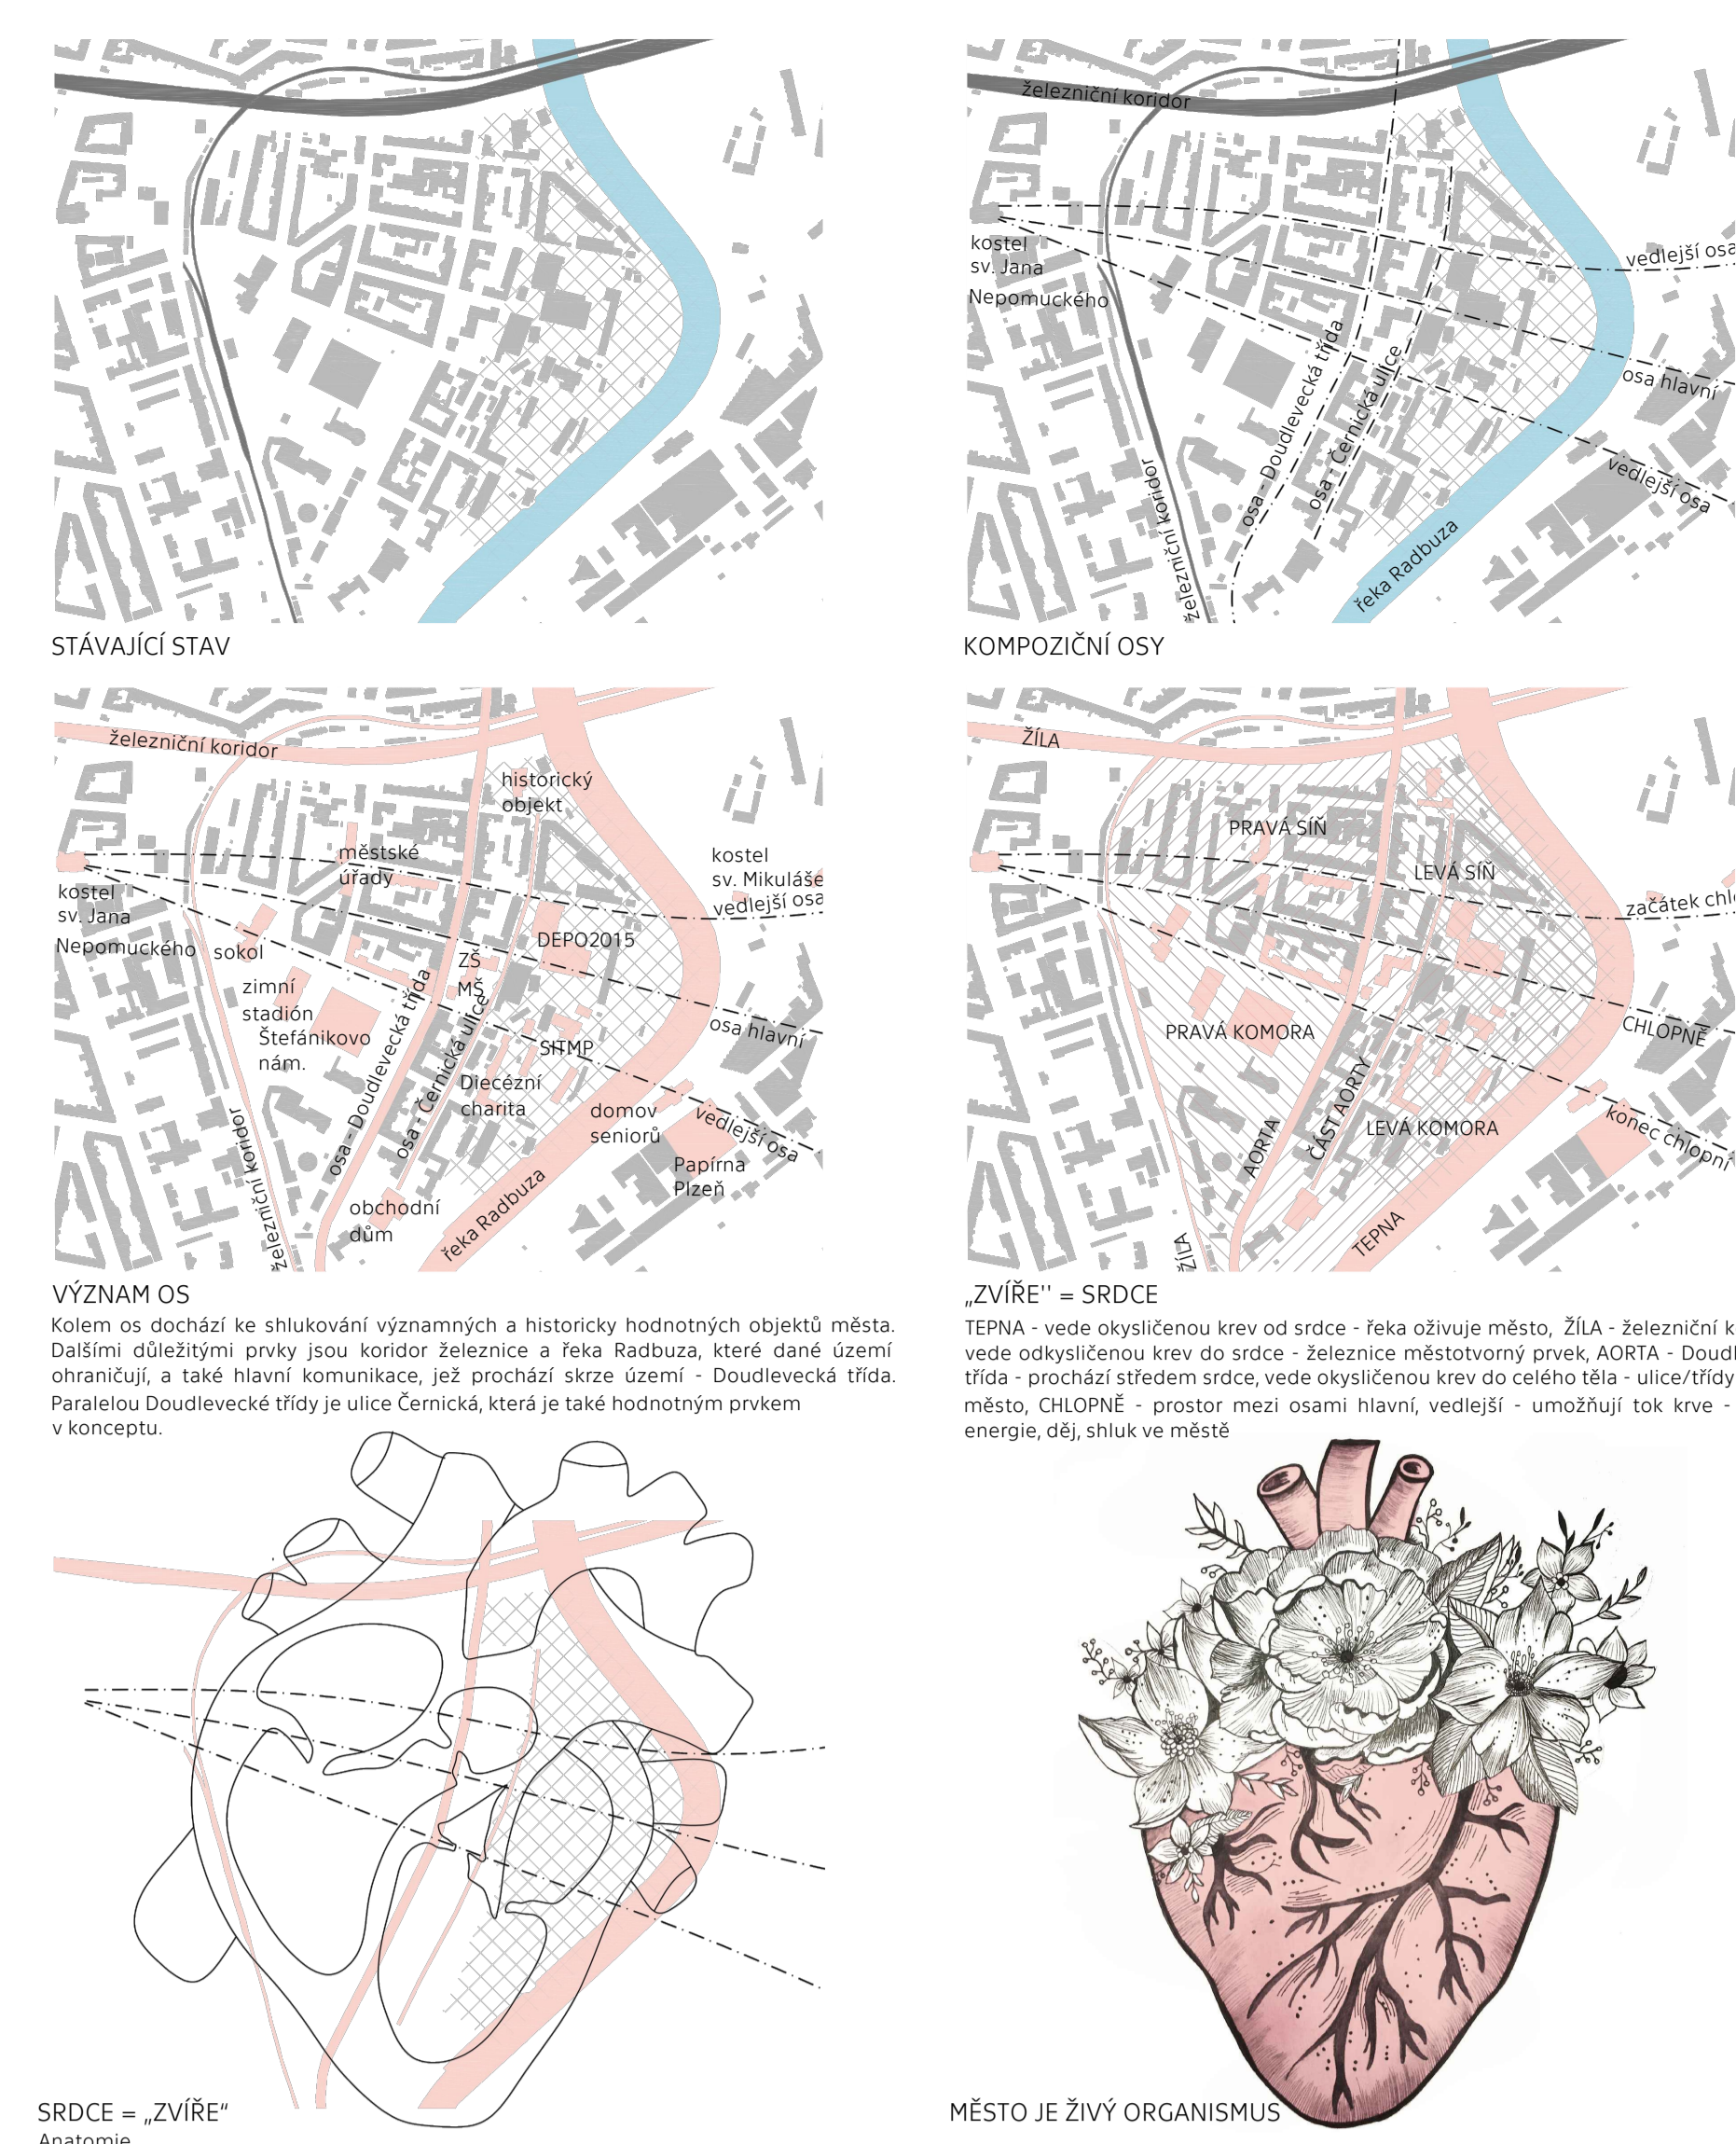 železniční koridor
kostel
sv. Jana
Nepomuckého
vedlejší osa
osa hlavní
vedlejší osa
osa - Doudlevecká třída
osa - Černická ulice
železniční koridor
řeka Radbuza
STÁVAJÍCÍ STAV
KOMPOZIČNÍ OSY
železniční koridor
historický
objekt
městské
úřady
kostel
sv. Mikuláše
vedlejší osa
kostel
sv. Jana
Nepomuckého
sokol
DEPO2015
ZŠ
MŠ
zimní
stadión
Štefánikovo
nám.
osa hlavní
SITMP
Diecézní
charita
domov
seniorů
vedlejší osa
Papírna
Plzeň
osa - Doudlevecká třída
osa - Černická ulice
železniční koridor
obchodní
dům
řeka Radbuza
ŽÍLA
PRAVÁ SÍŇ
LEVÁ SÍŇ
začátek
CHLOPNĚ
PRAVÁ KOMORA
LEVÁ KOMORA
konec chlopní
AORTA
ČÁST AORTY
ŽÍLA
TEPNA
VÝZNAM OS
Kolem os dochází ke shlukování významných a historicky hodnotných objektů města.
Dalšími důležitými prvky jsou koridor železnice a řeka Radbuza, které dané území
ohraničují, a také hlavní komunikace, jež prochází skrze území - Doudlevecká třída.
Paralelou Doudlevecké třídy je ulice Černická, která je také hodnotným prvkem
v konceptu.
„ZVÍŘE'' = SRDCE
TEPNA - vede okysličenou krev od srdce - řeka oživuje město, ŽÍLA - železniční
vede odkysličenou krev do srdce - železnice městotvorný prvek, AORTA -
třída - prochází středem srdce, vede okysličenou krev do celého těla - ulice/třídy
město, CHLOPNĚ - prostor mezi osami hlavní, vedlejší - umožňují tok krve -
energie, děj, shluk ve městě
SRDCE = „ZVÍŘE“
Anatomie
MĚSTO JE ŽIVÝ ORGANISMUS